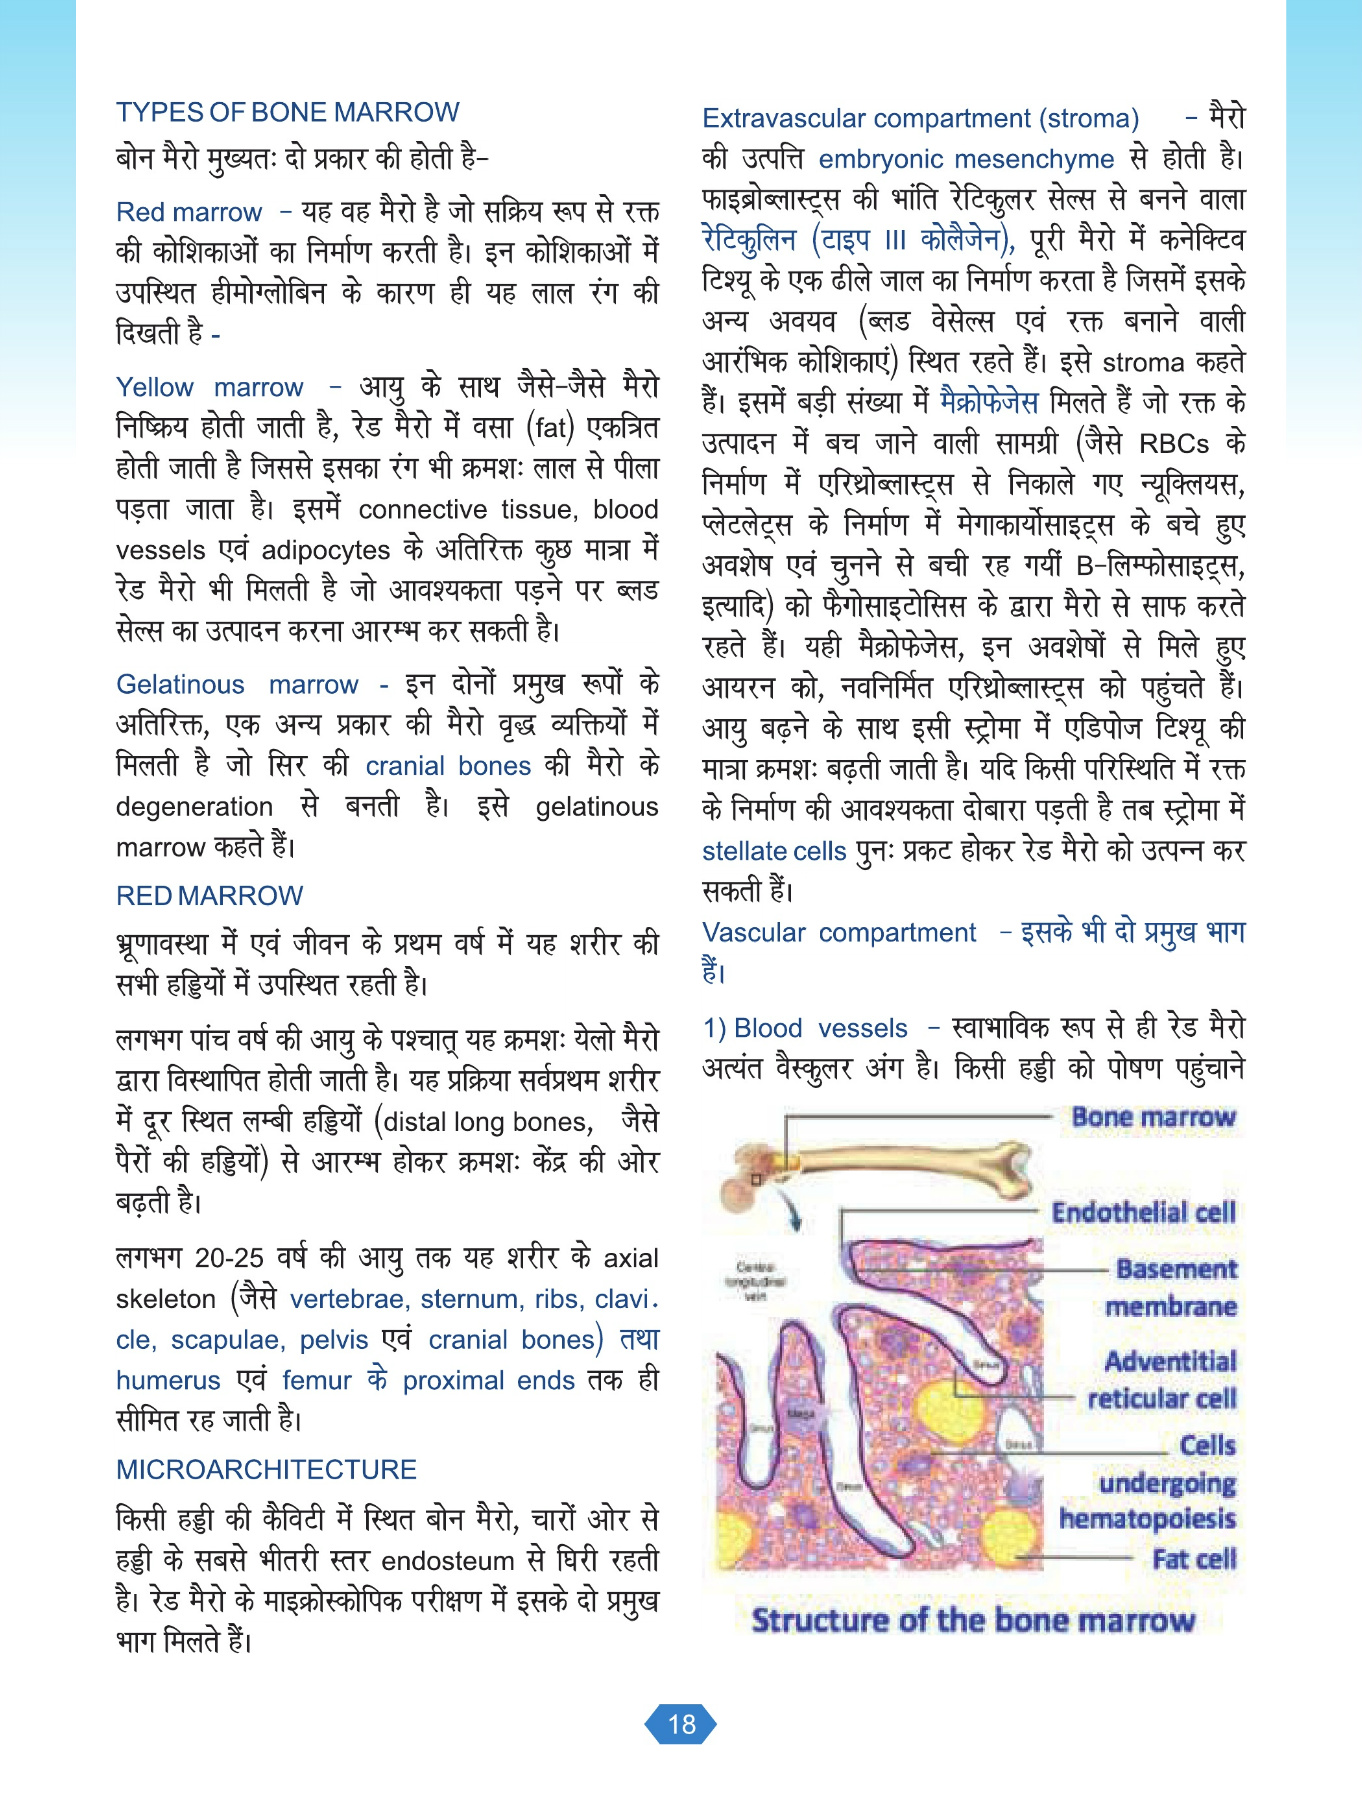 TYPES OF BONE MARROW
बोन मैरो मुख्यतः दो प्रकार की होती है–
Red marrow – यह वह मैरो है जो सक्रिय रूप से रक्त
की कोशिकाओं का निर्माण करती है। इन कोशिकाओं में
उपस्थित हीमोग्लोबिन के कारण ही यह लाल रंग की
दिखती है -
Yellow marrow – आयु के साथ जैसे–जैसे मैरो
निष्क्रिय होती जाती है, रेड मैरो में वसा (fat) एकत्रित
होती जाती है जिससे इसका रंग भी क्रमशः लाल से पीला
पड़ता जाता है। इसमें connective tissue, blood
vessels एवं adipocytes के अतिरिक्त कुछ मात्रा में
रेड मैरो भी मिलती है जो आवश्यकता पड़ने पर ब्लड
सेल्स का उत्पादन करना आरम्भ कर सकती है।
Gelatinous marrow - इन दोनों प्रमुख रूपों के
अतिरिक्त, एक अन्य प्रकार की मैरो वृद्ध व्यक्तियों में
मिलती है जो सिर की cranial bones की मैरो के
degeneration से बनती है। इसे gelatinous
marrow कहते हैं।
RED MARROW
भ्रूणावस्था में एवं जीवन के प्रथम वर्ष में यह शरीर की
सभी हड्डियों में उपस्थित रहती है।
लगभग पांच वर्ष की आयु के पश्चात् यह क्रमशः येलो मैरो
द्वारा विस्थापित होती जाती है। यह प्रक्रिया सर्वप्रथम शरीर
में दूर स्थित लम्बी हड्डियों (distal long bones, जैसे
पैरों की हड्डियों) से आरम्भ होकर क्रमशः केंद्र की ओर
बढ़ती है।
लगभग 20-25 वर्ष की आयु तक यह शरीर के axial
skeleton (जैसे vertebrae, sternum, ribs, clavi.
cle, scapulae, pelvis एवं cranial bones) तथा
humerus एवं femur के proximal ends तक ही
सीमित रह जाती है।
MICROARCHITECTURE
किसी हड्डी की कैविटी में स्थित बोन मैरो, चारों ओर से
हड्डी के सबसे भीतरी स्तर endosteum से घिरी रहती
है। रेड मैरो के माइक्रोस्कोपिक परीक्षण में इसके दो प्रमुख
भाग मिलते हैं।
Extravascular compartment (stroma) – मैरो
की उत्पत्ति embryonic mesenchyme से होती है।
फाइब्रोब्लास्ट्स की भांति रेटिकुलर सेल्स से बनने वाला
रेटिकुलिन (टाइप III कोलैजेन), पूरी मैरो में कनेक्टिव
टिश्यू के एक ढीले जाल का निर्माण करता है जिसमें इसके
अन्य अवयव (ब्लड वेसेल्स एवं रक्त बनाने वाली
आरंभिक कोशिकाएं) स्थित रहते हैं। इसे stroma कहते
हैं। इसमें बड़ी संख्या में मैक्रोफेजेस मिलते हैं जो रक्त के
उत्पादन में बच जाने वाली सामग्री (जैसे RBCs के
निर्माण में एरिथ्रोब्लास्ट्स से निकाले गए न्यूक्लियस,
प्लेटलेट्स के निर्माण में मेगाकार्योसाइट्स के बचे हुए
अवशेष एवं चुनने से बची रह गयीं B–लिम्फोसाइट्स,
इत्यादि) को फैगोसाइटोसिस के द्वारा मैरो से साफ करते
रहते हैं। यही मैक्रोफेजेस, इन अवशेषों से मिले हुए
आयरन को, नवनिर्मित एरिथ्रोब्लास्ट्स को पहुंचते हैं।
आयु बढ़ने के साथ इसी स्ट्रोमा में एडिपोज टिश्यू की
मात्रा क्रमशः बढ़ती जाती है। यदि किसी परिस्थिति में रक्त
के निर्माण की आवश्यकता दोबारा पड़ती है तब स्ट्रोमा में
stellate cells पुनः प्रकट होकर रेड मैरो को उत्पन्न कर
सकती हैं।
Vascular compartment – इसके भी दो प्रमुख भाग
हैं।
1) Blood vessels – स्वाभाविक रूप से ही रेड मैरो
अत्यंत वैस्कुलर अंग है। किसी हड्डी को पोषण पहुंचाने
Bone marrow
Endothelial cell
Central
longitudinal
vein
Basement
membrane
Adventitial
reticular cell
Sinus
Mega
Sinus
Sinus
Sinus
Cells
undergoing
hematopoiesis
Fat cell
Structure of the bone marrow
18